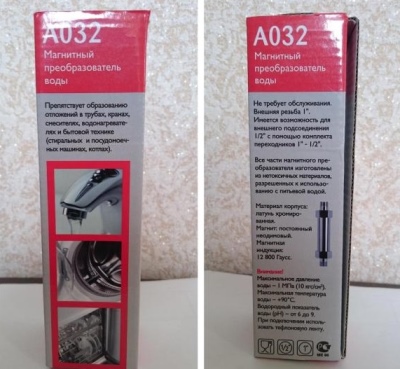 A032
Магнитный
преобразователь
воды
Препятствует образованию
отложений в трубах, кранах,
смесителях, водонагревате-
лях и бытовой технике
(стиральных и посудомоеч-
ных машинах, котлах).
A032
Магнитный
преобразователь
воды
Не требует обслуживания.
Внешняя резьба 1".
Имеется возможность для
внешнего подсоединения
1/2" с помощью комплекта
переходников 1" - 1/2".
Все части магнитного пре-
образователя изготовлены
из нетоксичных материалов,
разрешенных к использова-
нию с питьевой водой.
Материал корпуса:
латунь хромиро-
ванная.
Магнит: постоянный
неодимовый.
Магнитная
индукция:
12 800 Гаусс.
Внимание!
Максимальное давление
воды – 1 МПа (10 кгс/см²).
Максимальная температура
воды – +90°С.
Водородный показатель
воды (pH) – от 6 до 9.
При подключении использо-
вать тефлоновую ленту.